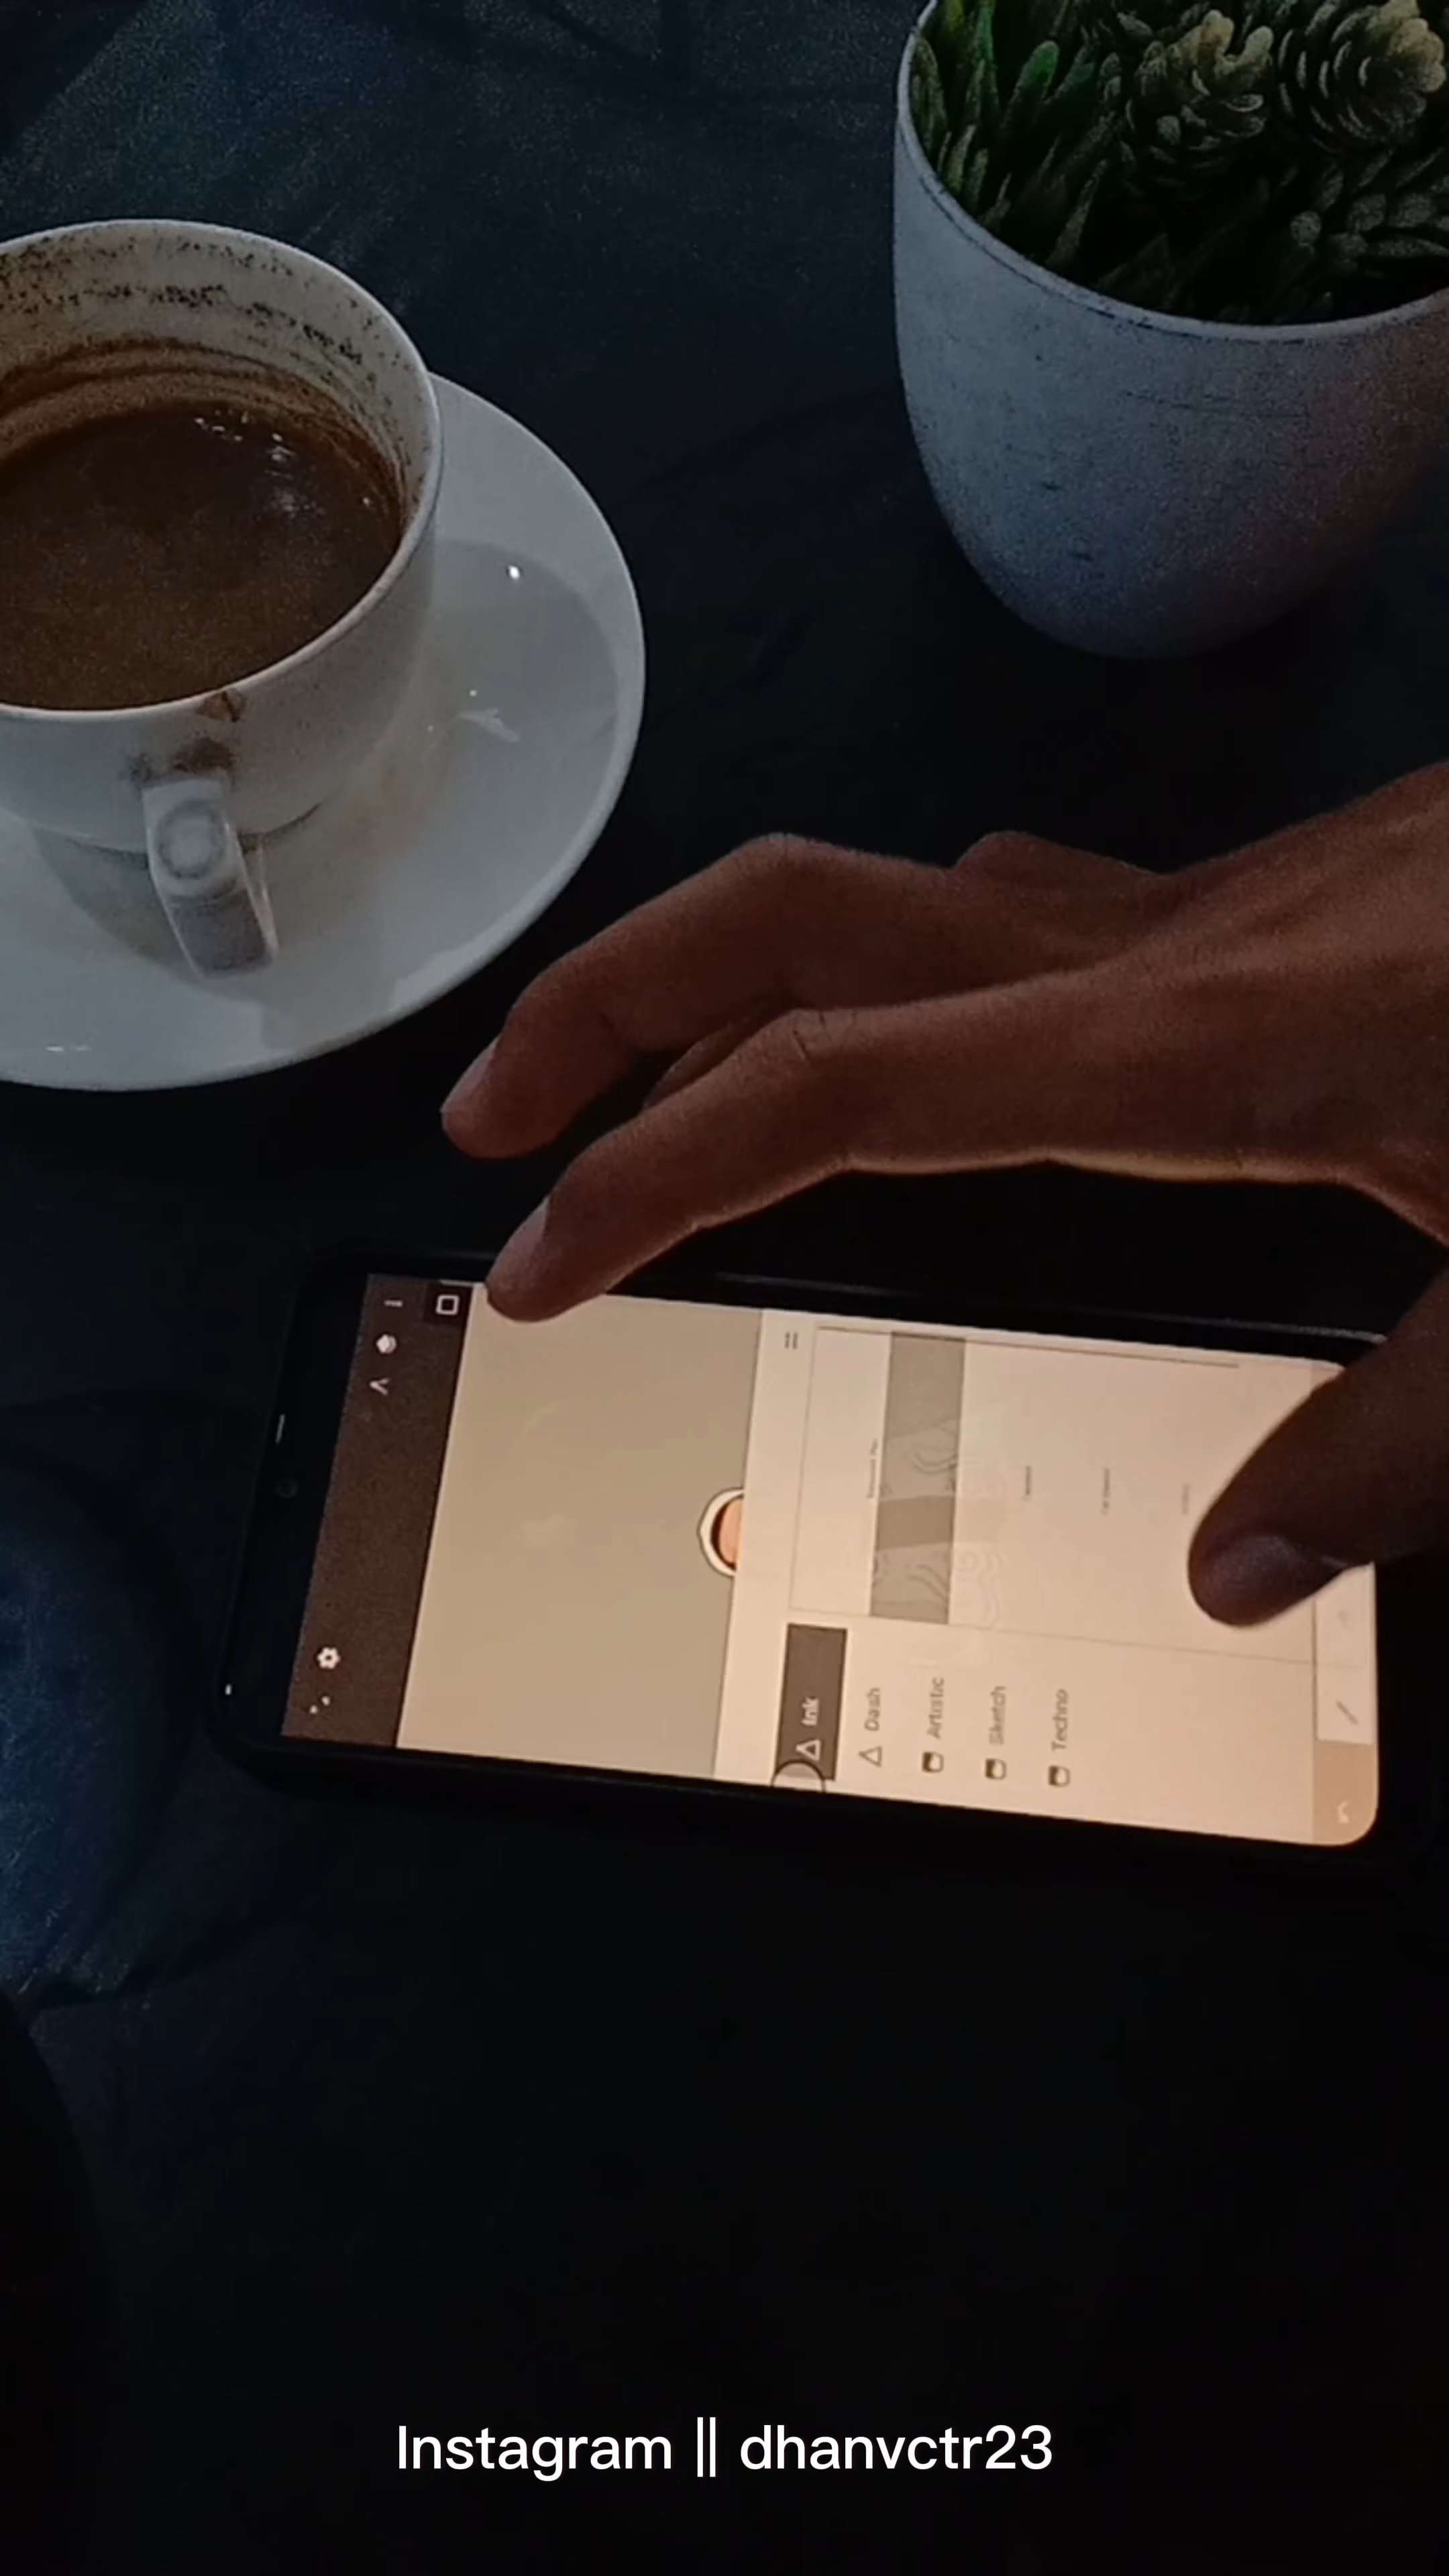 Ink
Dash
Artistic
Sketch
Techno
Instagram || dhanvctr23